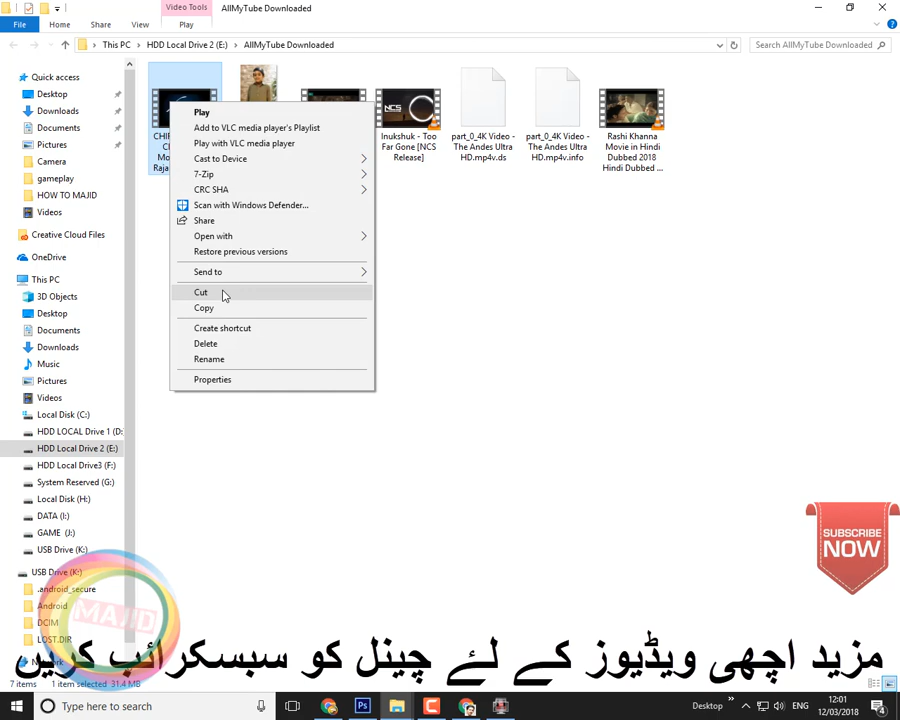 Video Tools
AllMyTube Downloaded
File
Home
Share
View
Play
This PC
HDD Local Drive 2 (E:)
AllMyTube Downloaded
Search AllMyTube Downloaded
Quick access
Desktop
Downloads
Documents
Pictures
Camera
gameplay
HOW TO MAJID
Videos
Creative Cloud Files
OneDrive
This PC
3D Objects
Desktop
Documents
Downloads
Music
Pictures
Videos
Local Disk (C:)
HDD LOCAL Drive 1 (D:
HDD Local Drive 2 (E:)
HDD Local Drive3 (F:)
System Reserved (G:)
Local Disk (H:)
DATA (I:)
GAME (J:)
USB Drive (K:)
USB Drive (K:)
.android_secure
Android
DCIM
LOST.DIR
Play
Add to VLC media player's Playlist
Play with VLC media player
Cast to Device
7-Zip
CRC SHA
Scan with Windows Defender...
Share
Open with
Restore previous versions
Send to
Cut
Copy
Create shortcut
Delete
Rename
Properties
NCS
Inukshuk - Too
Far Gone [NCS
Release]
part_0_4K Video -
The Andes Ultra
HD.mp4v.ds
part_0_4K Video -
The Andes Ultra
HD.mp4v.info
Rashi Khanna
Movie in Hindi
Dubbed 2018
Hindi Dubbed ...
SUBSCRIBE
NOW
MAJID
مزید اچھی ویڈیوز کے لئے چینل کو سبسکرائب کریں
7 items
1 item selected
31.4 MB
Type here to search
Ps
Desktop
12:01
12/03/2018
4